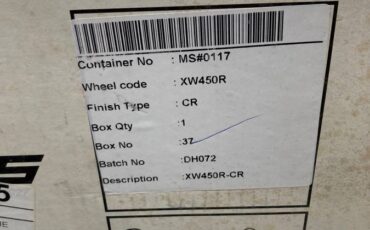 Container No : MS#0117
Wheel code : XW450R
Finish Type : CR
Box Qty : 1
Box No : 37
Batch No : DH072
Description : XW450R-CR
S
5